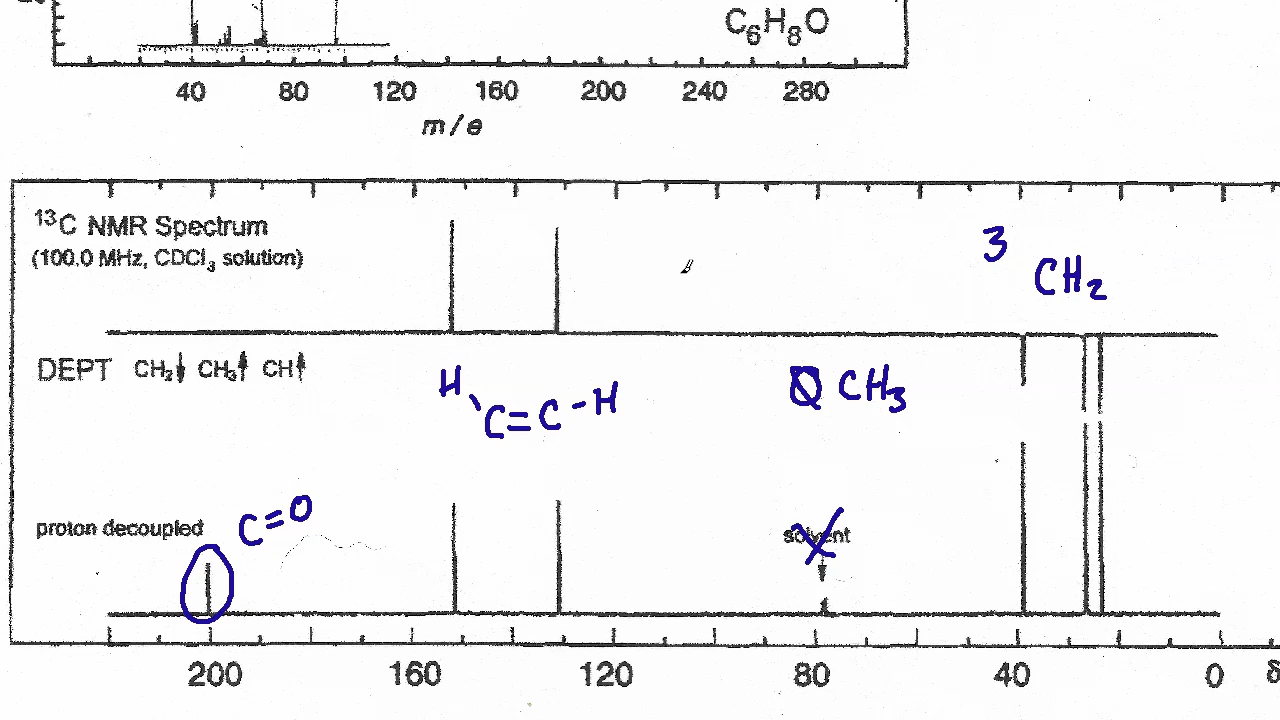 C₆H₈O
40 80 120 160 200 240 280
m/e
¹³C NMR Spectrum
(100.0 MHz, CDCl₃ solution)
3
CH₂
DEPT CH₂↓ CH₃↑ CH↑
H
C=C-H
0 CH₃
C=O
proton decoupled
solvent
200 160 120 80 40 0 δ